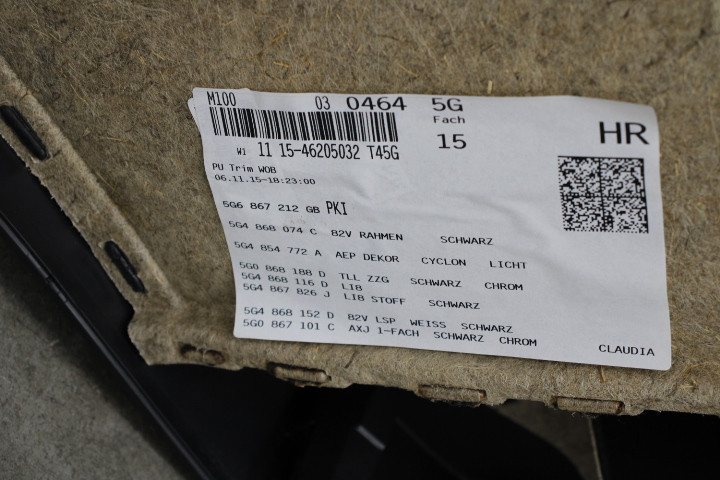 M100 03 0464 5G
Fach
15
HR
W1 11 15-46205032 T45G
PU Trim WOB
06.11.15-18:23:00
5G6 867 212 GB PKI
5G4 868 074 C 82V RAHMEN SCHWARZ
5G4 854 772 A AEP DEKOR CYCLON LICHT
5G0 868 188 D TLL ZZG SCHWARZ CHROM
5G4 868 116 D LIB
5G4 867 826 J LIB STOFF SCHWARZ
5G4 868 152 D 82V LSP WEISS SCHWARZ
5G0 867 101 C AXJ 1-FACH SCHWARZ CHROM
CLAUDIA